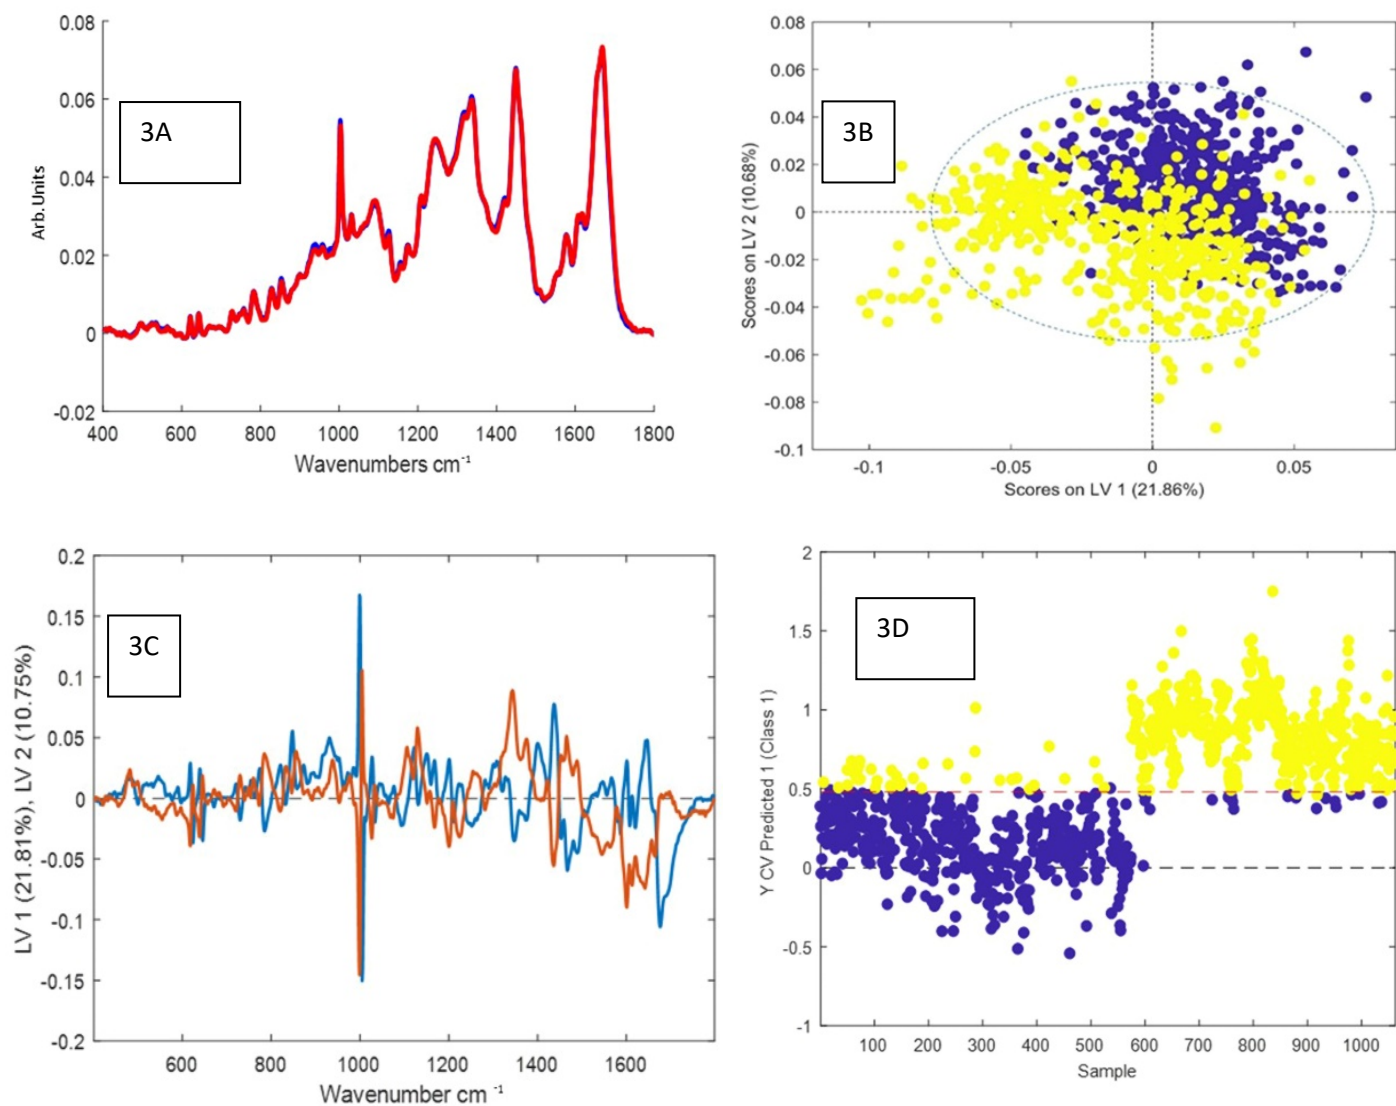 0.08
0.06
0.04
0.02
0
-0.02
Arb.Units
3A
400 600 800 1000 1200 1400 1600 1800
Wavenumbers cm⁻¹
0.08
0.06
0.04
0.02
0
-0.02
-0.04
-0.06
-0.08
-0.1
Scores on LV 2 (10.68%)
3B
-0.1 -0.05 0 0.05
Scores on LV 1 (21.86%)
0.2
0.15
0.1
0.05
0
-0.05
-0.1
-0.15
-0.2
LV 1 (21.81%), LV 2 (10.75%)
3C
600 800 1000 1200 1400 1600
Wavenumber cm ⁻¹
2
1.5
1
0.5
0
-0.5
-1
Y CV Predicted 1 (Class 1)
3D
100 200 300 400 500 600 700 800 900 1000
Sample